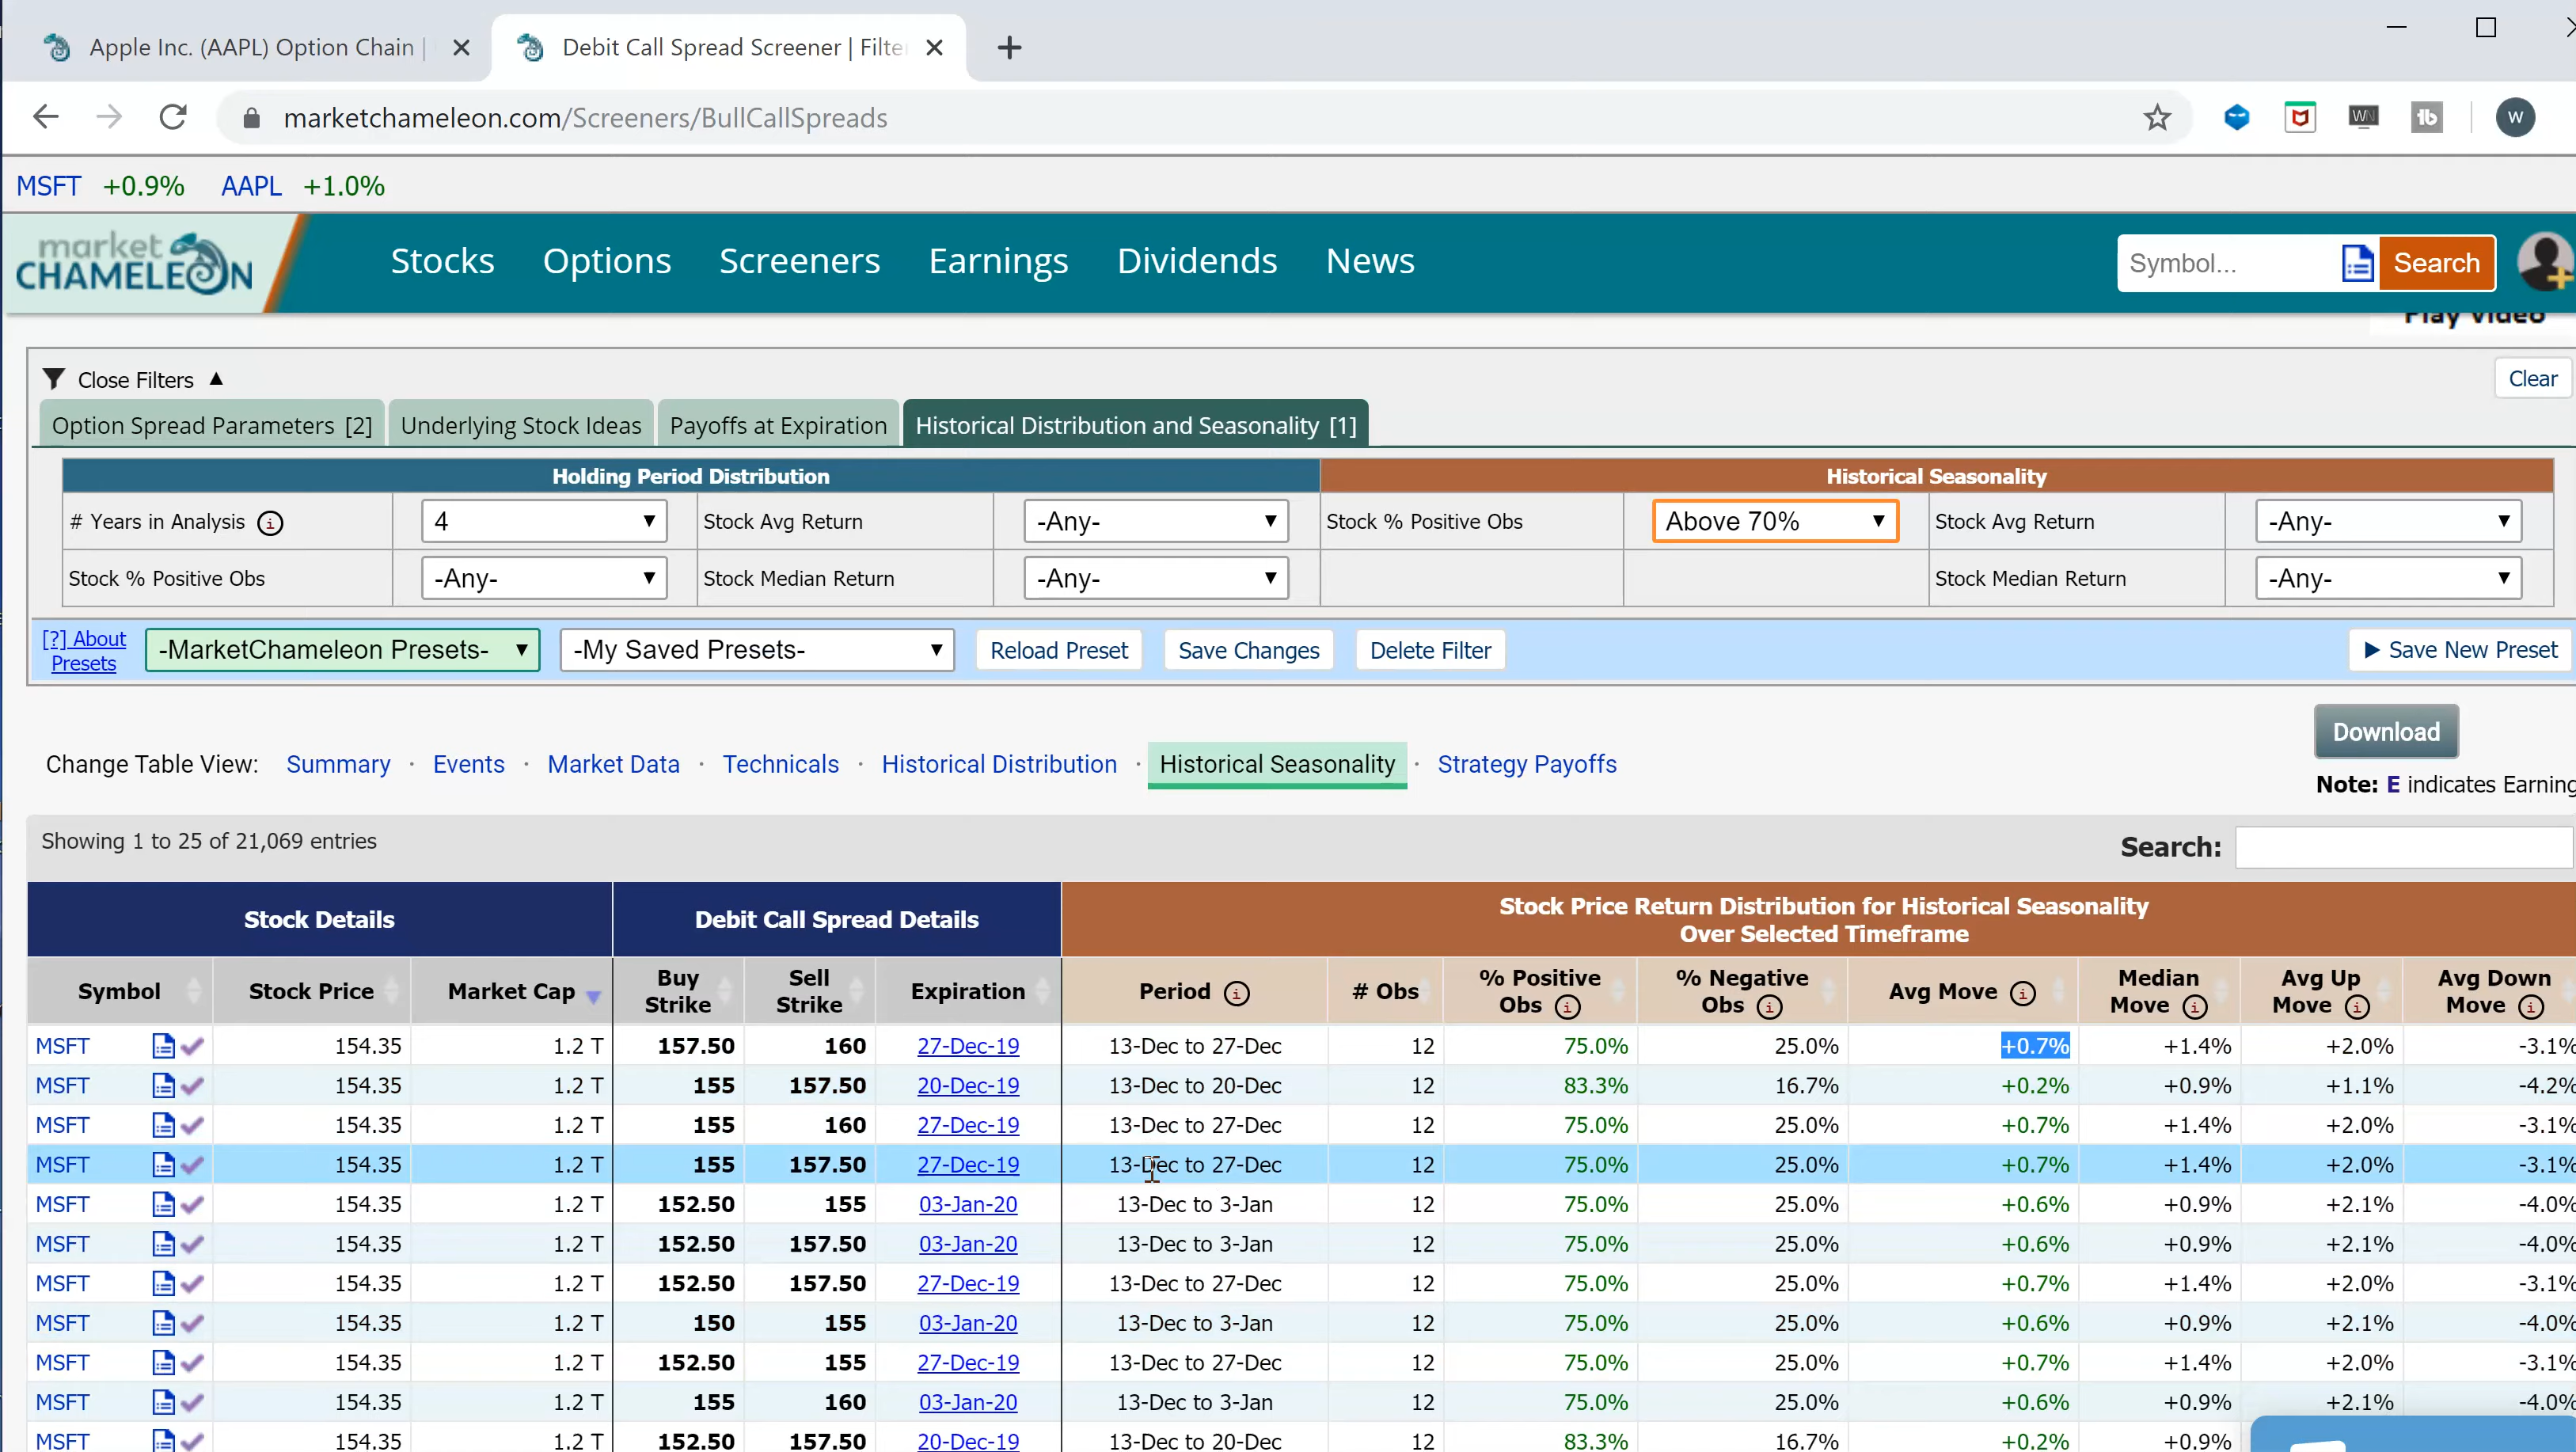 Apple Inc. (AAPL) Option Chain |
Debit Call Spread Screener | Filte
marketchameleon.com/Screeners/BullCallSpreads
W
MSFT +0.9% AAPL +1.0%
market CHAMELEON
Stocks Options Screeners Earnings Dividends News
Symbol... Search
Play Video
Close Filters ▲
Clear
Option Spread Parameters [2] Underlying Stock Ideas Payoffs at Expiration Historical Distribution and Seasonality [1]
Holding Period Distribution Historical Seasonality
# Years in Analysis i 4 Stock Avg Return -Any- Stock % Positive Obs Above 70% Stock Avg Return -Any-
Stock % Positive Obs -Any- Stock Median Return -Any- Stock Median Return -Any-
[?] About Presets -MarketChameleon Presets- -My Saved Presets- Reload Preset Save Changes Delete Filter ▶ Save New Preset
Download
Change Table View: Summary · Events · Market Data · Technicals · Historical Distribution · Historical Seasonality · Strategy Payoffs
Note: E indicates Earning
Showing 1 to 25 of 21,069 entries
Search:
Stock Details Debit Call Spread Details Stock Price Return Distribution for Historical Seasonality
Over Selected Timeframe
Symbol Stock Price Market Cap Buy Strike Sell Strike Expiration Period i # Obs % Positive Obs i % Negative Obs i Avg Move i Median Move i Avg Up Move i Avg Down Move i
MSFT 154.35 1.2 T 157.50 160 27-Dec-19 13-Dec to 27-Dec 12 75.0% 25.0% +0.7% +1.4% +2.0% -3.1%
MSFT 154.35 1.2 T 155 157.50 20-Dec-19 13-Dec to 20-Dec 12 83.3% 16.7% +0.2% +0.9% +1.1% -4.2%
MSFT 154.35 1.2 T 155 160 27-Dec-19 13-Dec to 27-Dec 12 75.0% 25.0% +0.7% +1.4% +2.0% -3.1%
MSFT 154.35 1.2 T 155 157.50 27-Dec-19 13-Dec to 27-Dec 12 75.0% 25.0% +0.7% +1.4% +2.0% -3.1%
MSFT 154.35 1.2 T 152.50 155 03-Jan-20 13-Dec to 3-Jan 12 75.0% 25.0% +0.6% +0.9% +2.1% -4.0%
MSFT 154.35 1.2 T 152.50 157.50 03-Jan-20 13-Dec to 3-Jan 12 75.0% 25.0% +0.6% +0.9% +2.1% -4.0%
MSFT 154.35 1.2 T 152.50 157.50 27-Dec-19 13-Dec to 27-Dec 12 75.0% 25.0% +0.7% +1.4% +2.0% -3.1%
MSFT 154.35 1.2 T 150 155 03-Jan-20 13-Dec to 3-Jan 12 75.0% 25.0% +0.6% +0.9% +2.1% -4.0%
MSFT 154.35 1.2 T 152.50 155 27-Dec-19 13-Dec to 27-Dec 12 75.0% 25.0% +0.7% +1.4% +2.0% -3.1%
MSFT 154.35 1.2 T 155 160 03-Jan-20 13-Dec to 3-Jan 12 75.0% 25.0% +0.6% +0.9% +2.1% -4.0%
MSFT 154.35 1.2 T 152.50 157.50 20-Dec-19 13-Dec to 20-Dec 12 83.3% 16.7% +0.2% +0.9%